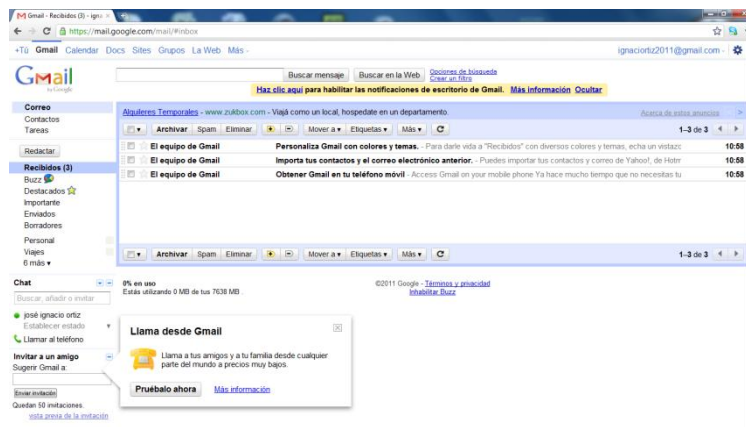 Gmail - Recibidos (3) - igna
https://mail.google.com/mail/#inbox
+Tú Gmail Calendar Docs Sites Grupos La Web Más
ignaciortiz2011@gmail.com
Gmail
by Google
Buscar mensaje Buscar en la Web Opciones de búsqueda
Crear un filtro
Haz clic aquí para habilitar las notificaciones de escritorio de Gmail. Más información Ocultar
Correo
Contactos
Tareas
Redactar
Recibidos (3)
Buzz
Destacados
Importante
Enviados
Borradores
Personal
Viajes
6 más
Alquileres Temporales - www.zukbox.com - Viajá como un local, hospedate en un departamento. Acerca de estos anuncios
Archivar Spam Eliminar Mover a Etiquetas Más 1–3 de 3
El equipo de Gmail Personaliza Gmail con colores y temas. - Para darle vida a "Recibidos" con diversos colores y temas, echa un vistazo 10:58
El equipo de Gmail Importa tus contactos y el correo electrónico anterior. - Puedes importar tus contactos y correo de Yahoo!, de Hotm 10:58
El equipo de Gmail Obtener Gmail en tu teléfono móvil - Access Gmail on your mobile phone Ya hace mucho tiempo que no necesitas tu 10:58
Archivar Spam Eliminar Mover a Etiquetas Más 1–3 de 3
Chat
Buscar, añadir o invitar
josé ignacio ortiz
Establecer estado
Llamar al teléfono
Invitar a un amigo
Sugerir Gmail a:
Enviar invitación
Quedan 50 invitaciones.
vista previa de la invitación
0% en uso
Estás utilizando 0 MB de tus 7638 MB.
©2011 Google - Términos y privacidad
Inhabilitar Buzz
Llama desde Gmail
Llama a tus amigos y a tu familia desde cualquier
parte del mundo a precios muy bajos.
Pruébalo ahora Más información